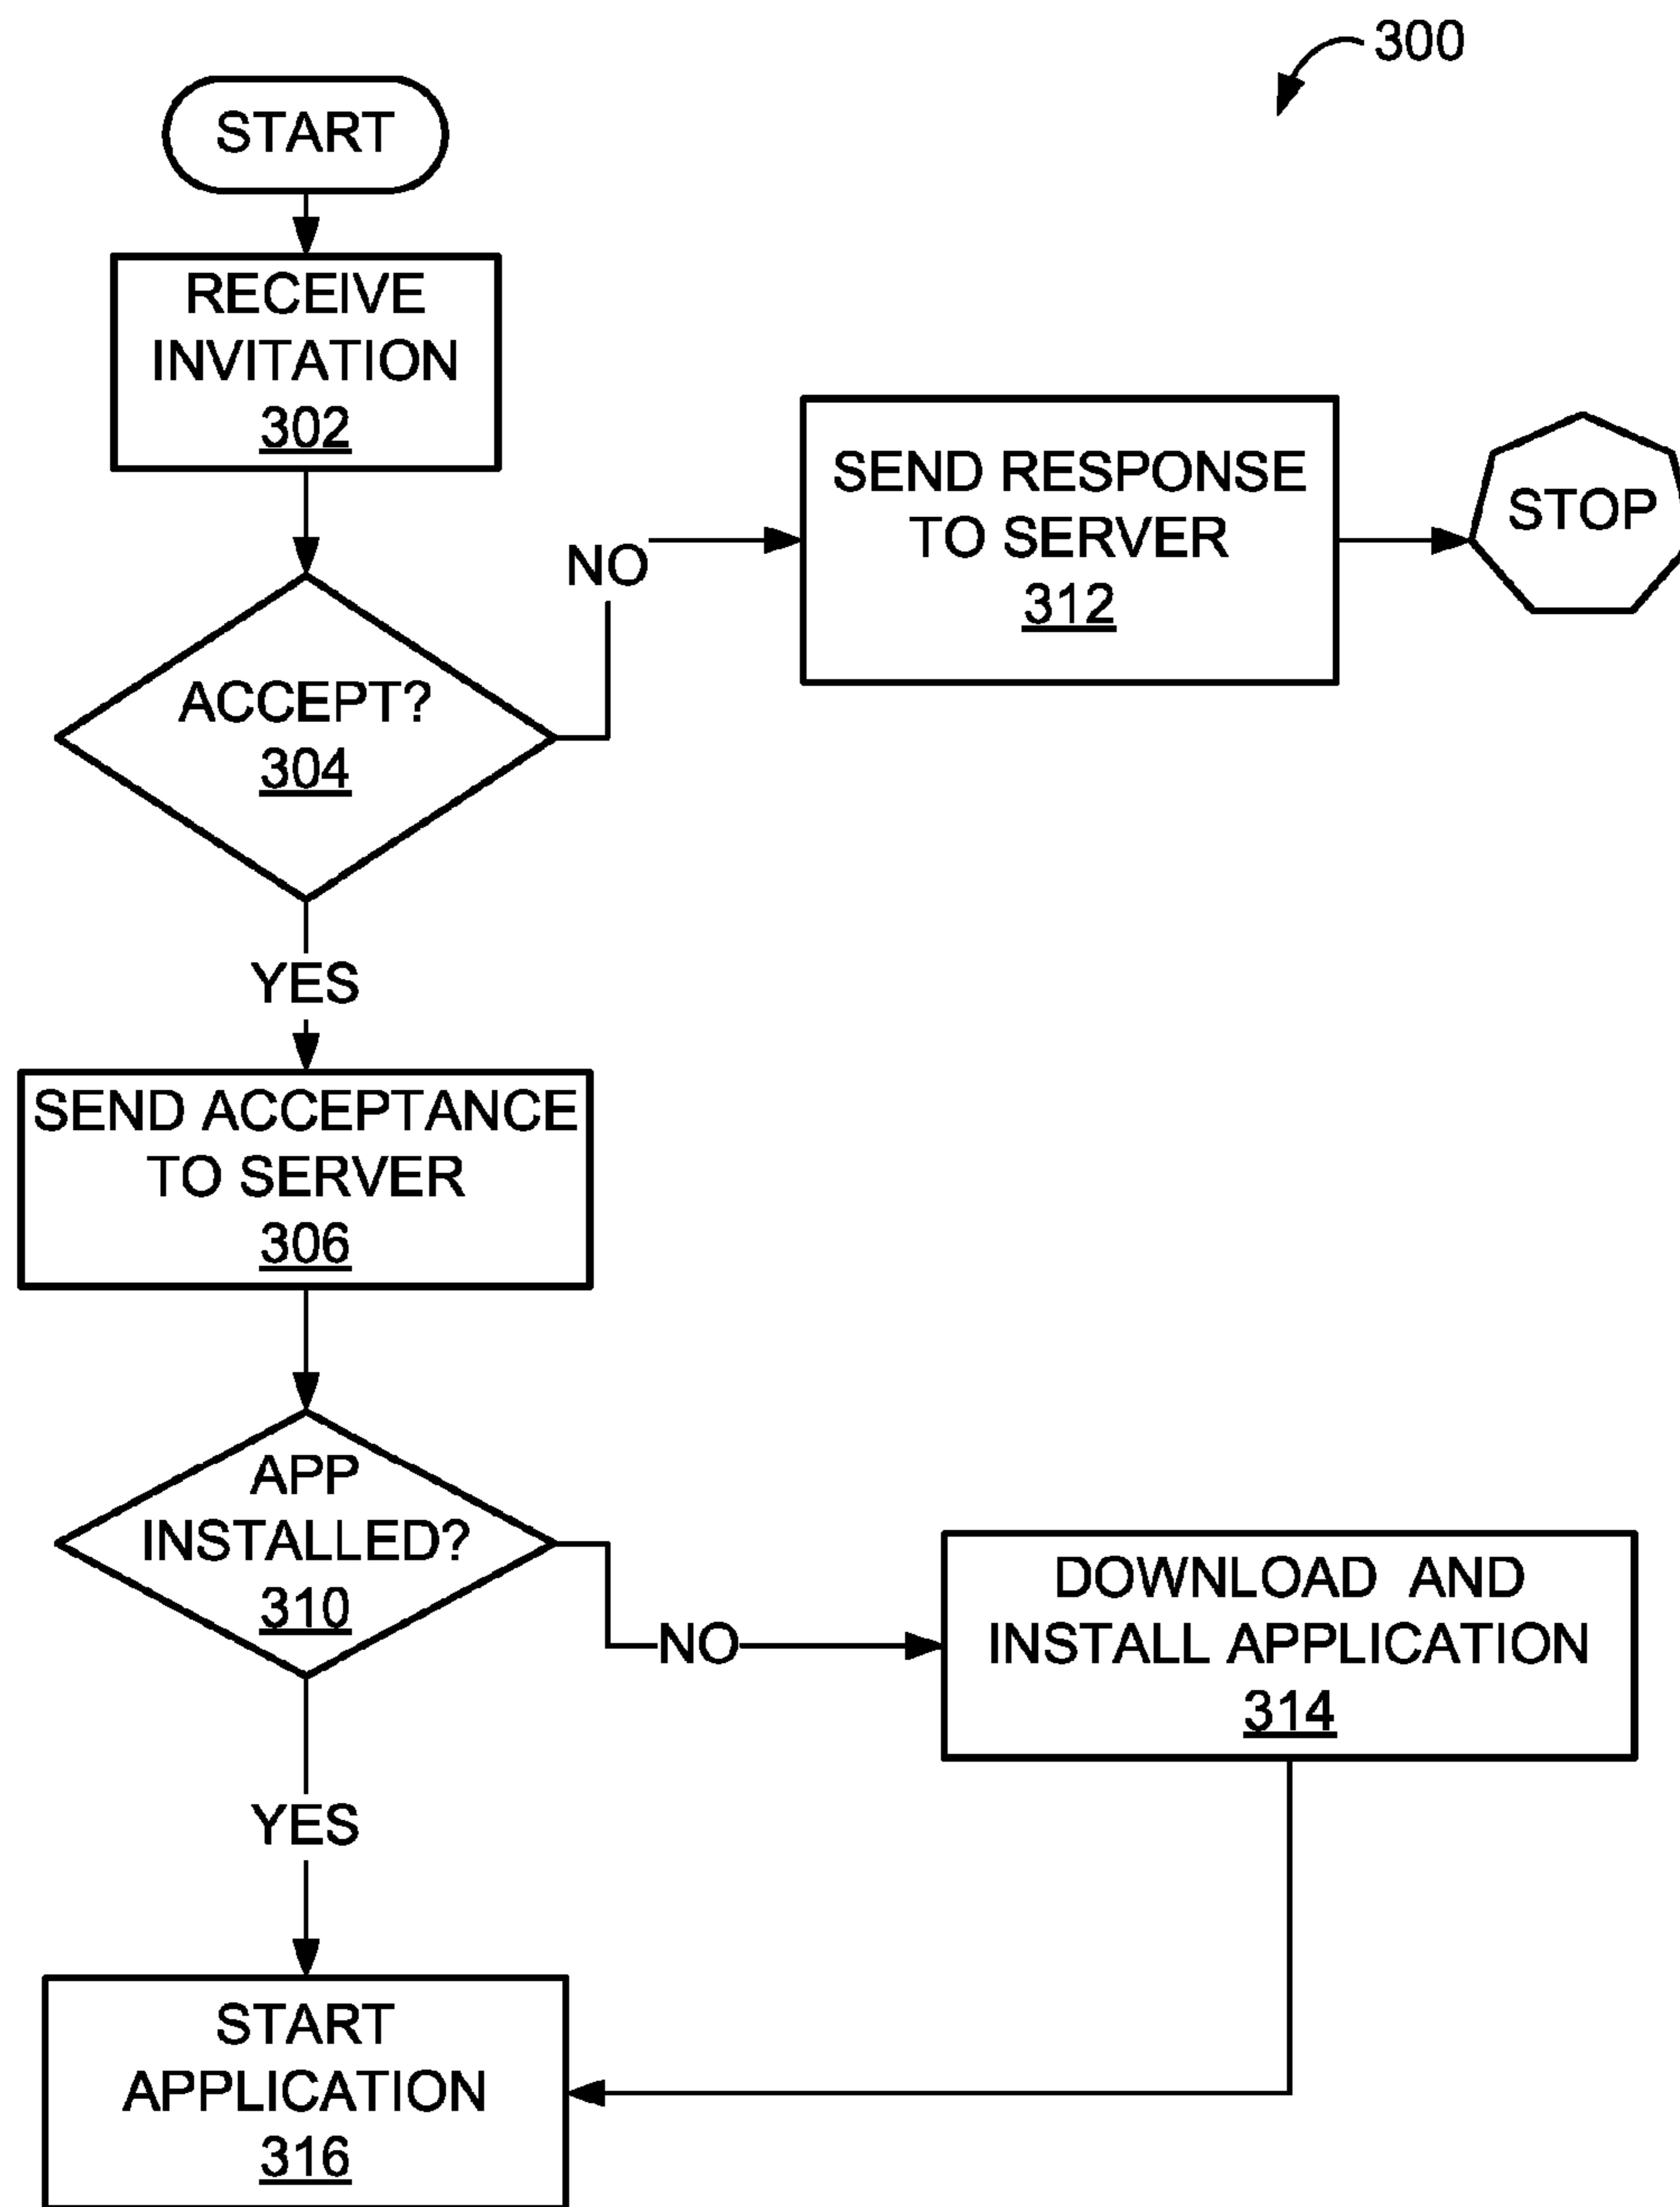 300
START
RECEIVE
INVITATION
302
SEND RESPONSE
TO SERVER
312
STOP
NO
ACCEPT?
304
YES
SEND ACCEPTANCE
TO SERVER
306
APP
INSTALLED?
310
NO
DOWNLOAD AND
INSTALL APPLICATION
314
YES
START
APPLICATION
316